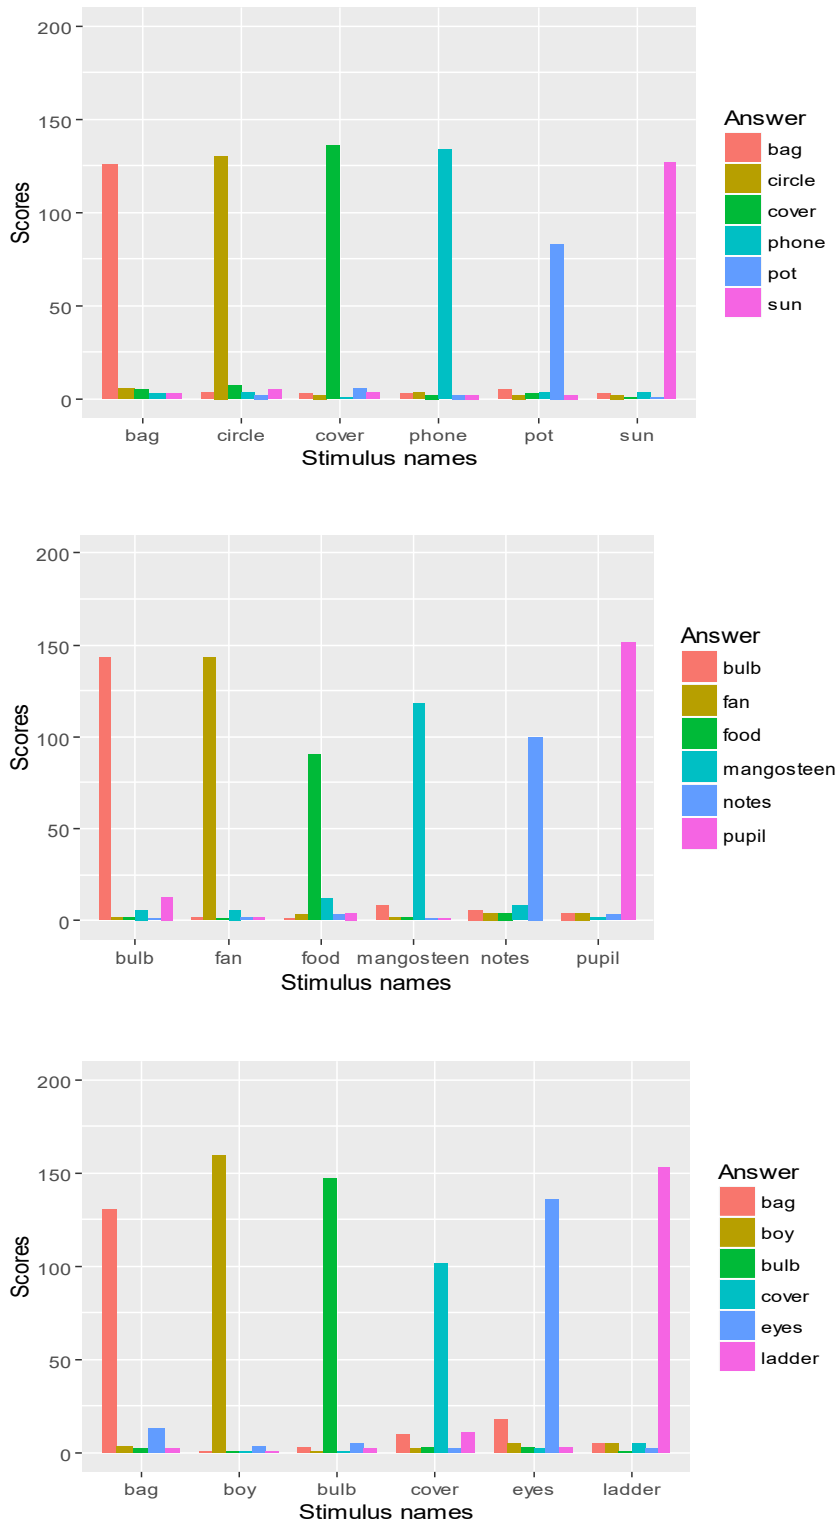 200
150
100
50
0
Scores
bag circle cover phone pot sun
Stimulus names
Answer
bag
circle
cover
phone
pot
sun
200
150
100
50
0
Scores
bulb fan food mangosteen notes pupil
Stimulus names
Answer
bulb
fan
food
mangosteen
notes
pupil
200
150
100
50
0
Scores
bag boy bulb cover eyes ladder
Stimulus names
Answer
bag
boy
bulb
cover
eyes
ladder